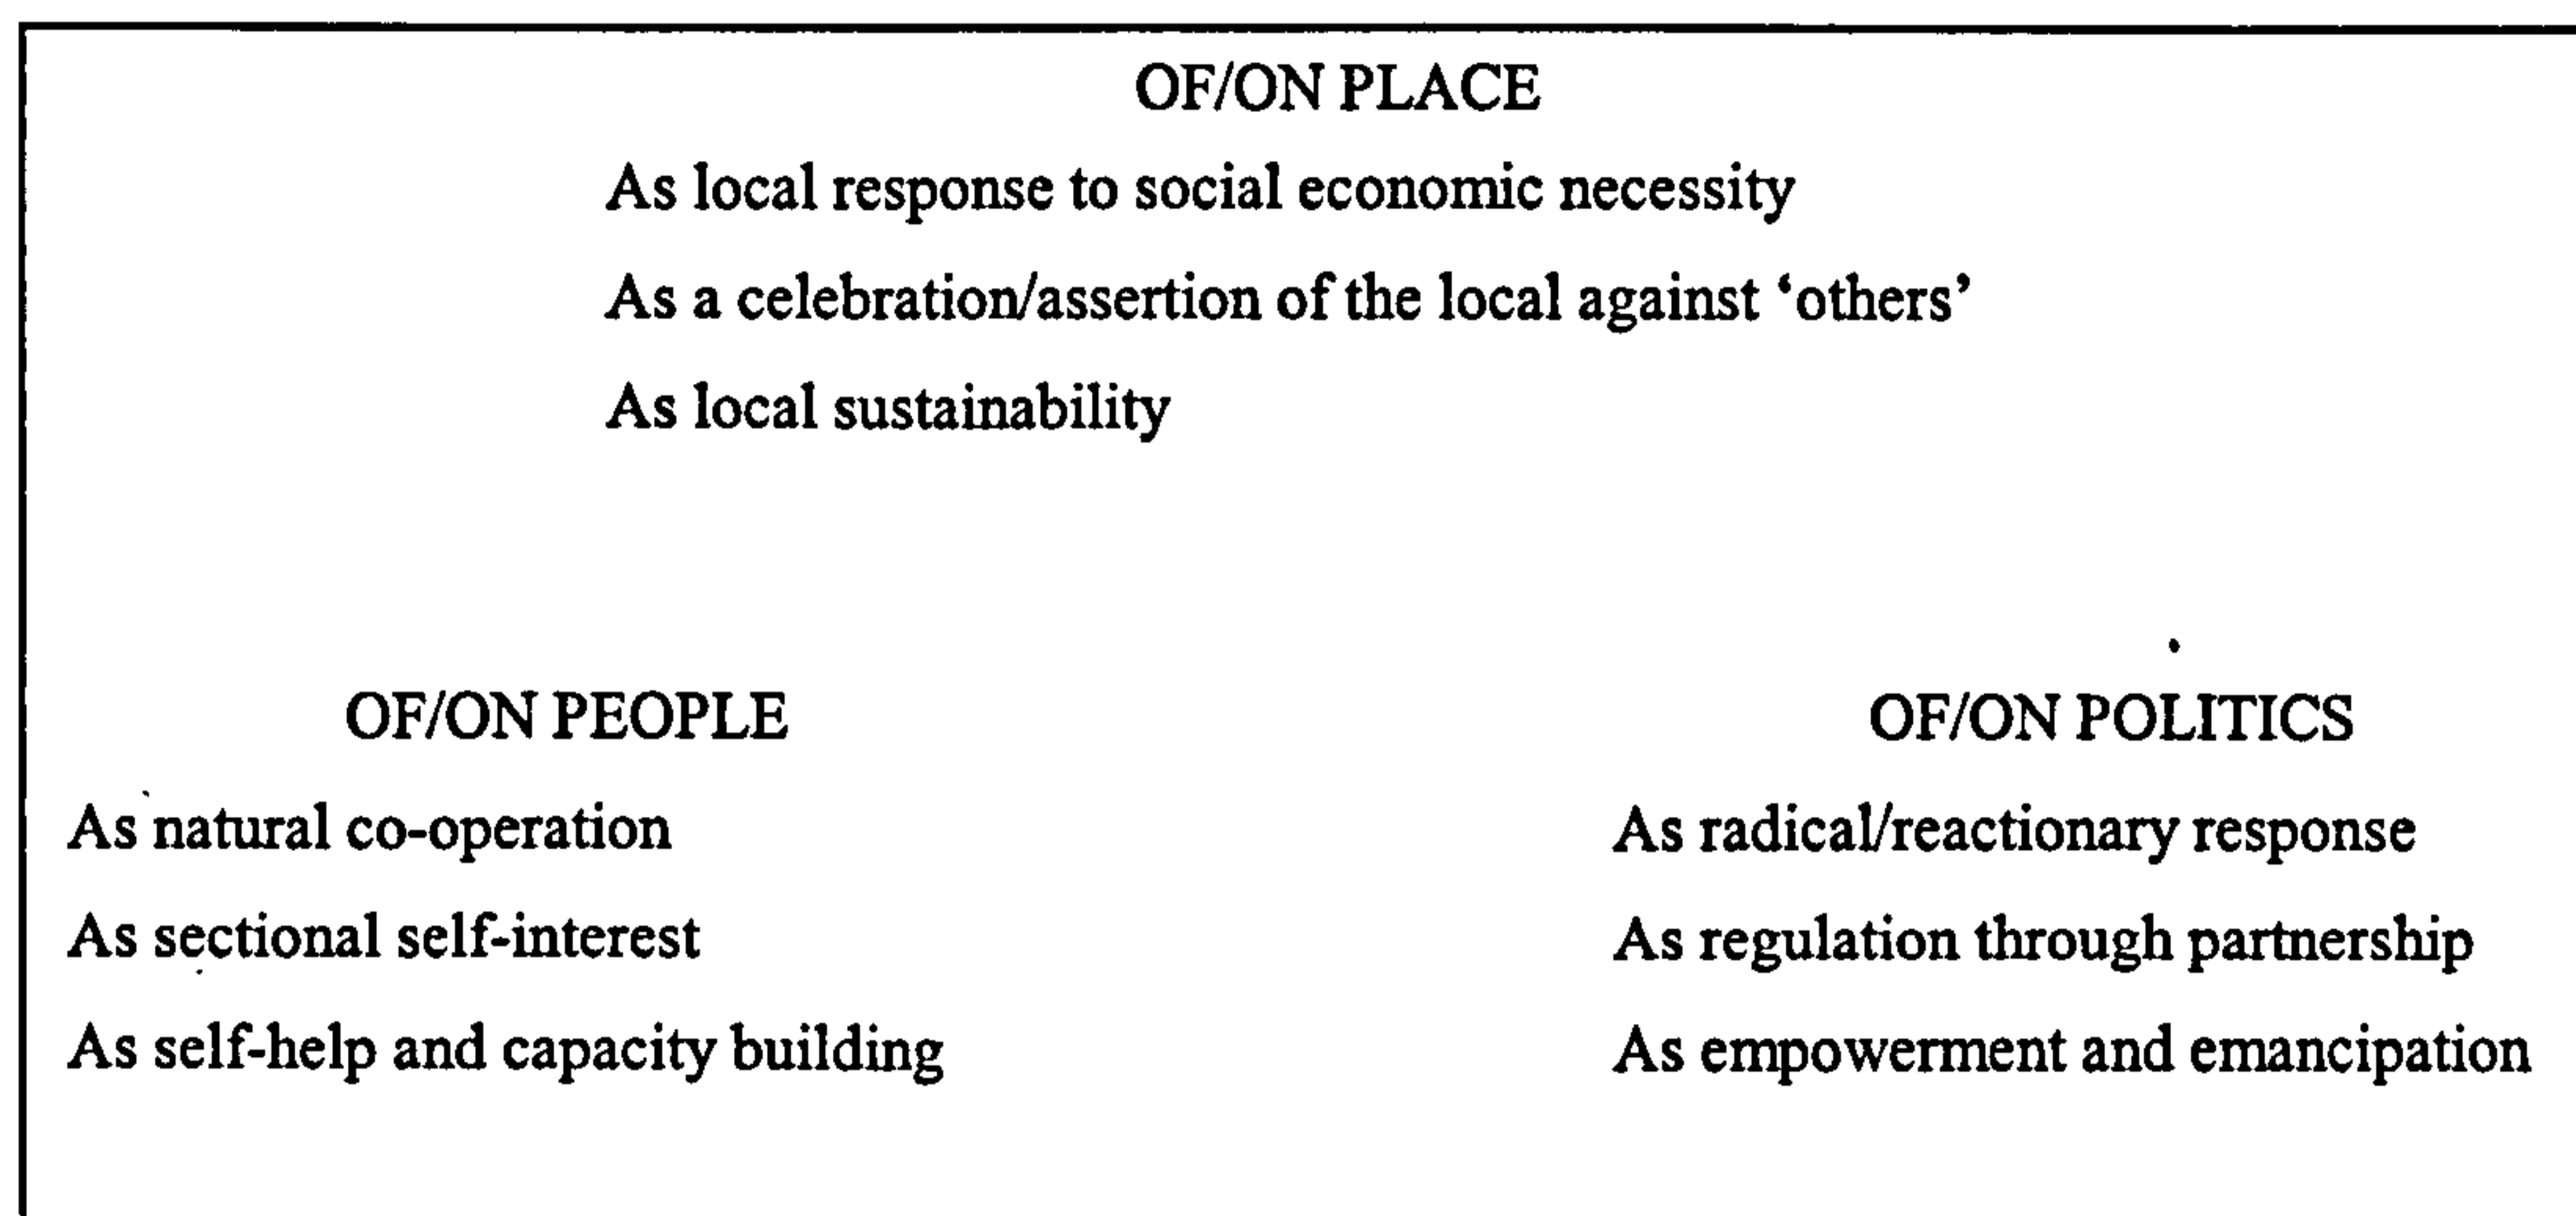 OF/ON PLACE
As local response to social economic necessity
As a celebration/assertion of the local against ‘others’
As local sustainability
OF/ON PEOPLE
As natural co-operation
As sectional self-interest
As self-help and capacity building
OF/ON POLITICS
As radical/reactionary response
As regulation through partnership
As empowerment and emancipation